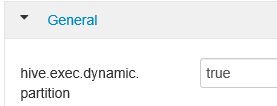 General
hive.exec.dynamic.
partition
true